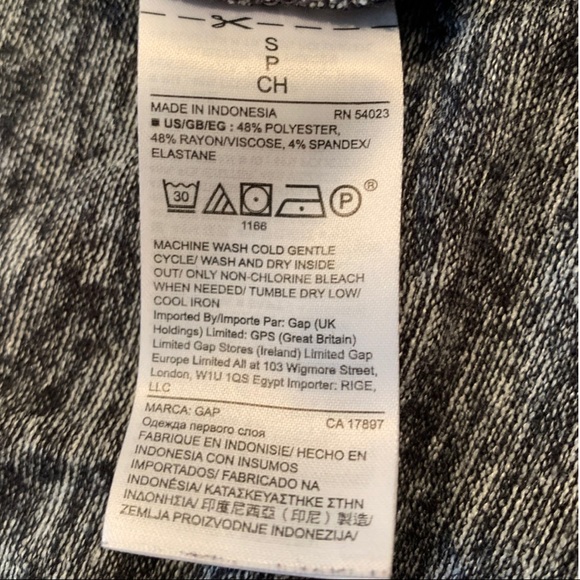 S
P
CH
MADE IN INDONESIA RN 54023
■ US/GB/EG : 48% POLYESTER,
48% RAYON/VISCOSE, 4% SPANDEX/
ELASTANE
30 P ®
1166
MACHINE WASH COLD GENTLE
CYCLE/ WASH AND DRY INSIDE
OUT/ ONLY NON-CHLORINE BLEACH
WHEN NEEDED/ TUMBLE DRY LOW/
COOL IRON
Imported By/Importe Par: Gap (UK
Holdings) Limited: GPS (Great Britain)
Limited Gap Stores (Ireland) Limited Gap
Europe Limited All at 103 Wigmore Street,
London, W1U 1QS Egypt Importer: RIGE,
LLC
MARCA: GAP CA 17897
Одежда первого слоя
FABRIQUE EN INDONISIE/ HECHO EN
INDONESIA CON INSUMOS
IMPORTADOS/ FABRICADO NA
INDONÉSIA/ ΚΑΤΑΣΚΕΥΑΣΤΗΚΕ ΣΤΗΝ
ΙΝΔΟΝΗΣΙΑ/ 印度尼西亞（印尼）製造/
ZEMLJA PROIZVODNJE INDONEZIJA/